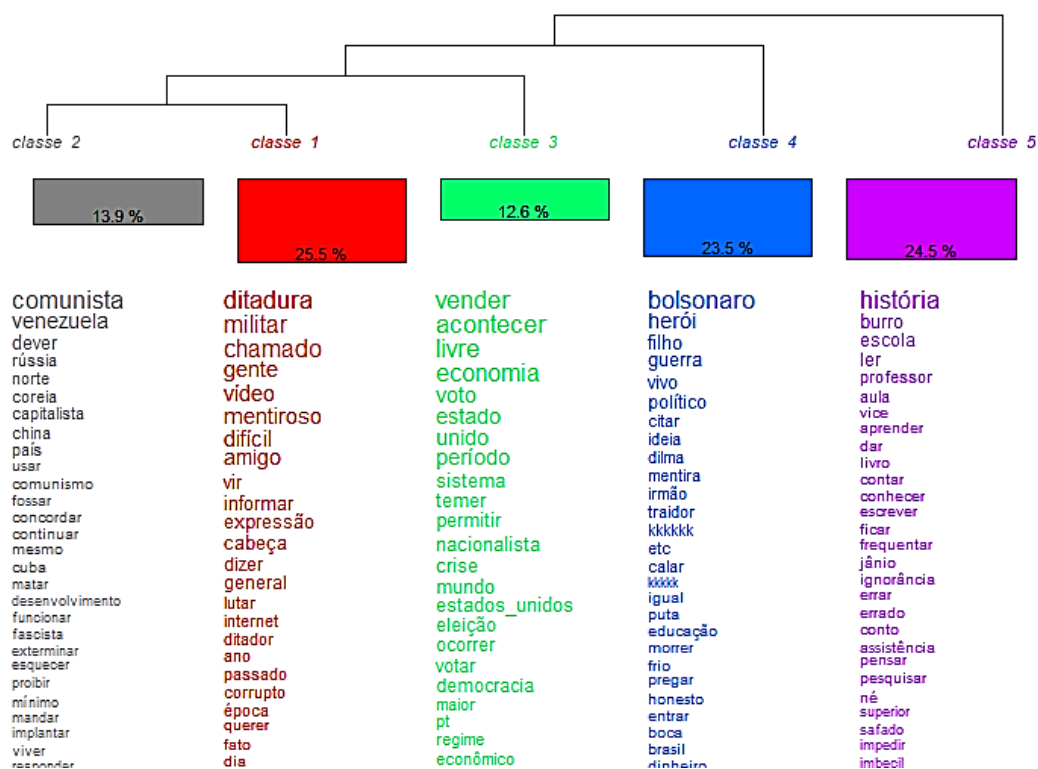 classe 2
classe 1
classe 3
classe 4
classe 5
13.9 %
25.5 %
12.6 %
23.5 %
24.5 %
comunista
venezuela
dever
rússia
norte
coreia
capitalista
china
país
usar
comunismo
fossar
concordar
continuar
mesmo
cuba
matar
desenvolvimento
funcionar
fascista
exterminar
esquecer
proibir
mínimo
mandar
implantar
viver
responder
ditadura
militar
chamado
gente
vídeo
mentiroso
difícil
amigo
vir
informar
expressão
cabeça
dizer
general
lutar
internet
ditador
ano
passado
corrupto
época
querer
fato
dia
vender
acontecer
livre
economia
voto
estado
unido
período
sistema
temer
permitir
nacionalista
crise
mundo
estados_unidos
eleição
ocorrer
votar
democracia
maior
pt
regime
econômico
bolsonaro
herói
filho
guerra
vivo
político
citar
ideia
dilma
mentira
irmão
traidor
kkkkkk
etc
calar
kkkkk
igual
puta
educação
morrer
frio
pregar
honesto
entrar
boca
brasil
dinheiro
história
burro
escola
ler
professor
aula
vice
aprender
dar
livro
contar
conhecer
escrever
ficar
frequentar
jânio
ignorância
errar
errado
conto
assistência
pensar
pesquisar
né
superior
safado
impedir
imbecil